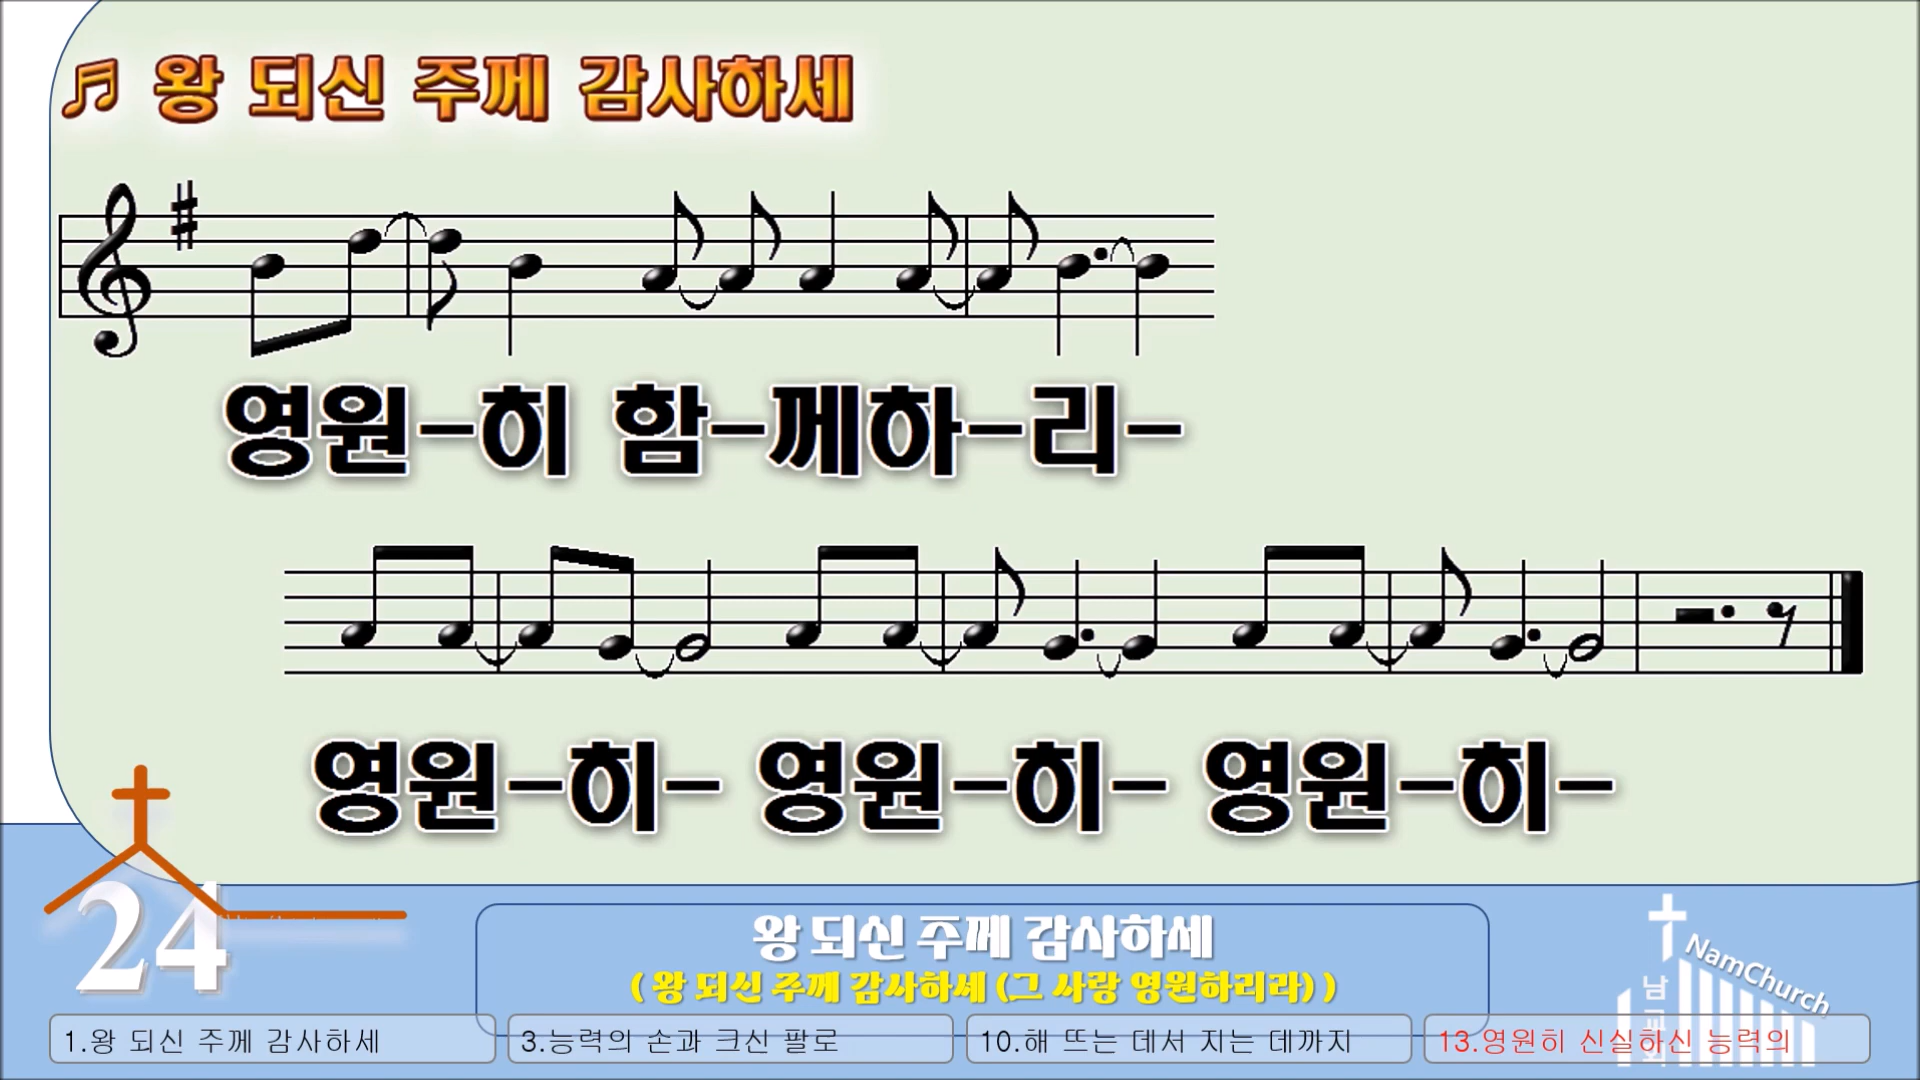 ♬ 왕 되신 주께 감사하세
영원-히 함-께하-리-
영원-히- 영원-히- 영원-히-
24
왕 되신 주께 감사하세
( 왕 되신 주께 감사하세 (그 사랑 영원하리라) )
NamChurch
남교회
1.왕 되신 주께 감사하세
3.능력의 손과 크신 팔로
10.해 뜨는 데서 지는 데까지
13.영원히 신실하신 능력의